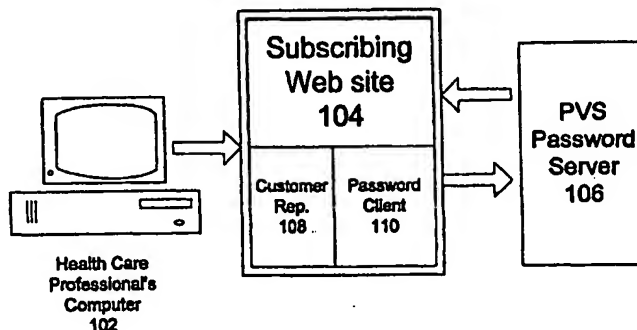 Subscribing
Web site
104
Customer
Rep.
108
Password
Client
110
PVS
Password
Server
106
Health Care
Professional's
Computer
102